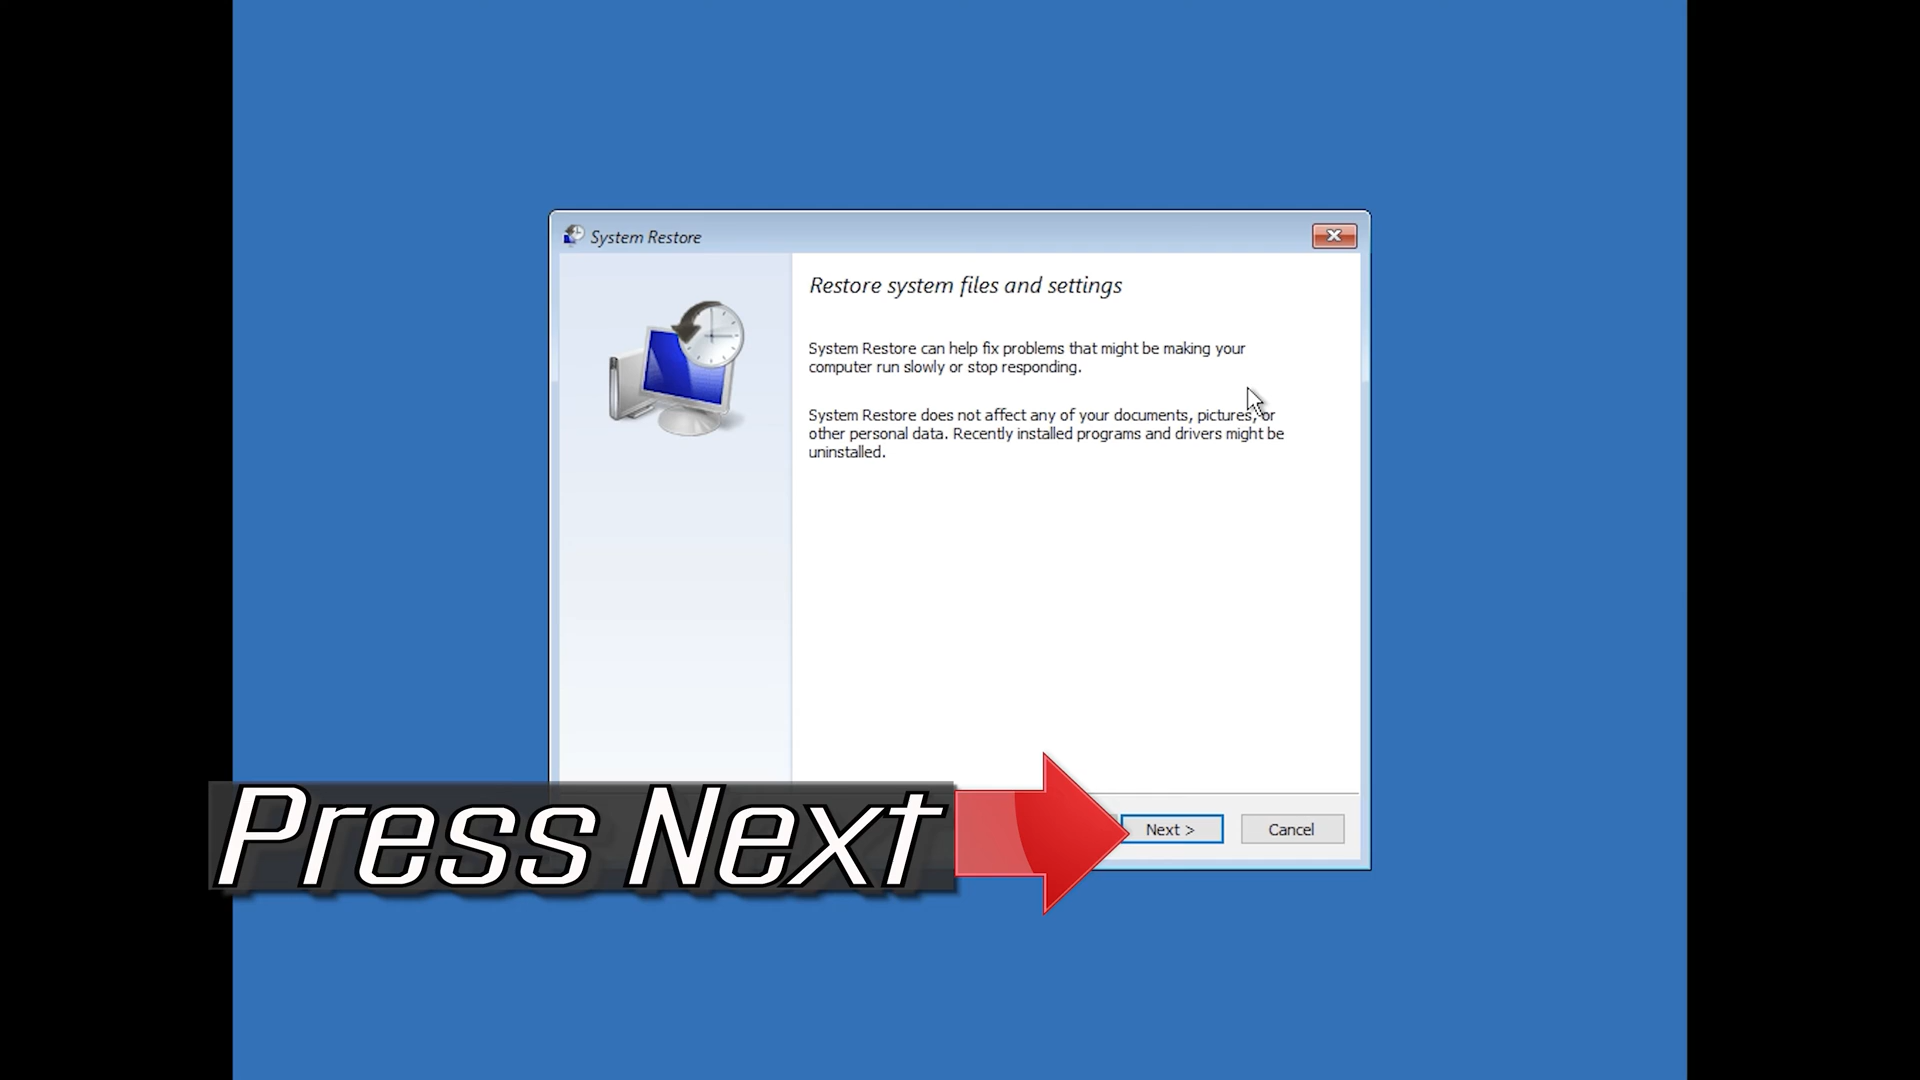 System Restore
Restore system files and settings
System Restore can help fix problems that might be making your
computer run slowly or stop responding.
System Restore does not affect any of your documents, pictures, or
other personal data. Recently installed programs and drivers might be
uninstalled.
Press Next
Next >
Cancel